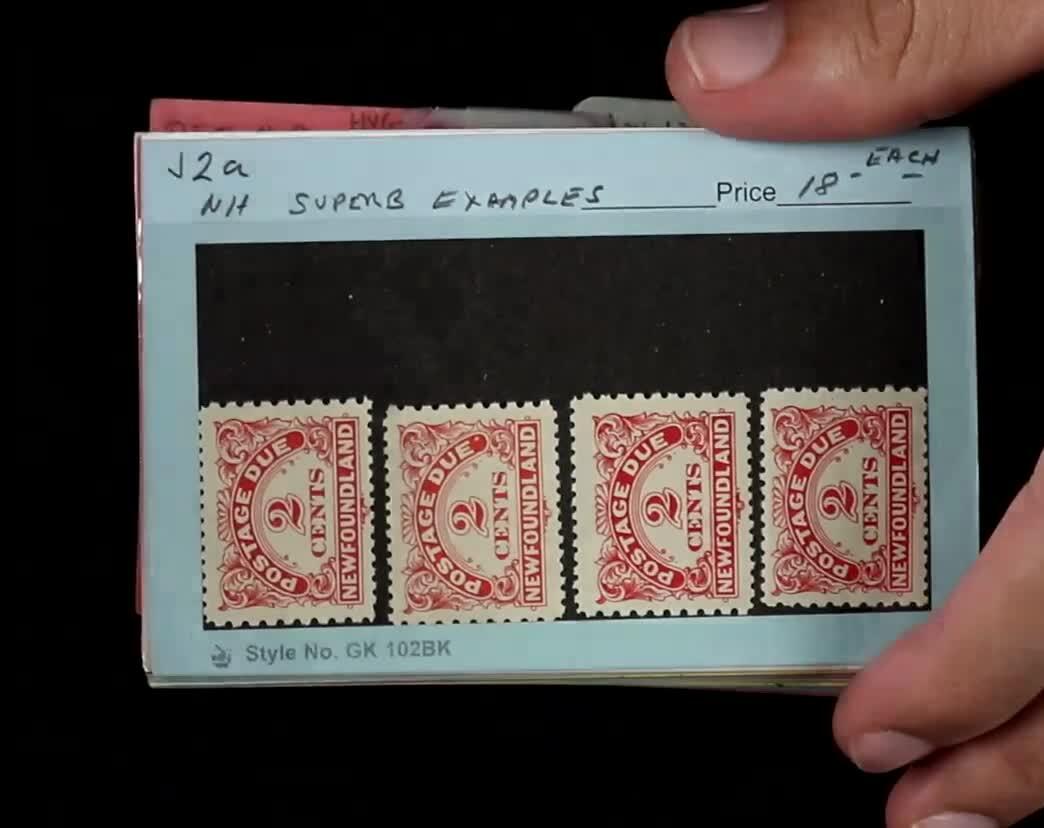 J2a
EACH
NH SUPERB EXAMPLES Price 18-
POSTAGE DUE
2
CENTS
NEWFOUNDLAND
POSTAGE DUE
2
CENTS
NEWFOUNDLAND
POSTAGE DUE
2
CENTS
NEWFOUNDLAND
POSTAGE DUE
2
CENTS
NEWFOUNDLAND
Style No. GK 102BK